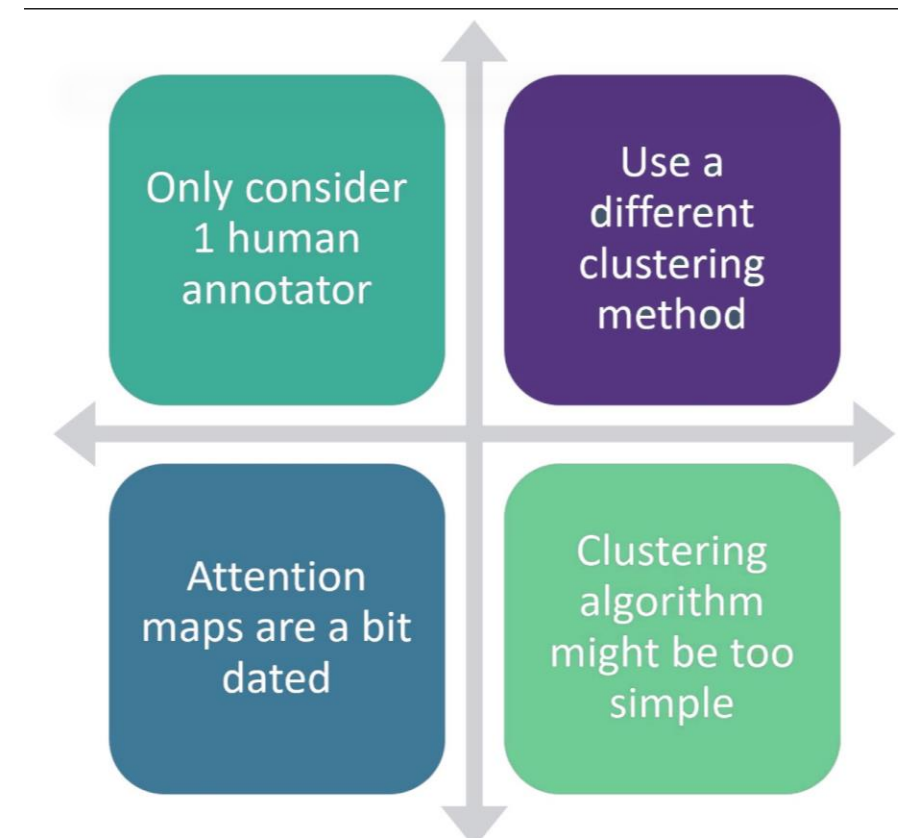 Only consider
1 human
annotator
Use a
different
clustering
method
Attention
maps are a bit
dated
Clustering
algorithm
might be too
simple